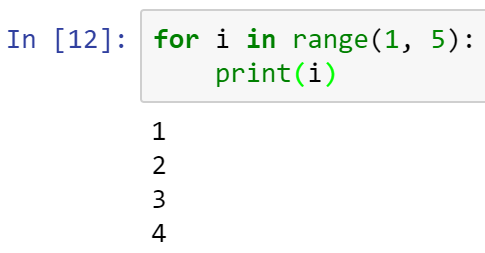 In [12]: for i in range(1, 5):
    print(i)
1
2
3
4